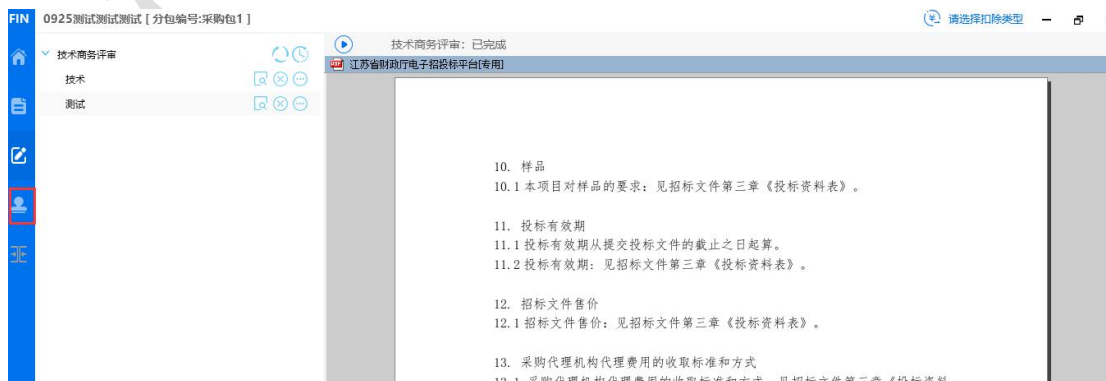 FIN 0925测试测试测试 [ 分包编号:采购包1 ]
请选择扣除类型
技术商务评审
技术
测试
技术商务评审: 已完成
江苏省财政厅电子招投标平台[专用]
10. 样品
10.1 本项目对样品的要求：见招标文件第三章《投标资料表》。
11. 投标有效期
11.1 投标有效期从提交投标文件的截止之日起算。
11.2 投标有效期：见招标文件第三章《投标资料表》。
12. 招标文件售价
12.1 招标文件售价：见招标文件第三章《投标资料表》。
13. 采购代理机构代理费用的收取标准和方式